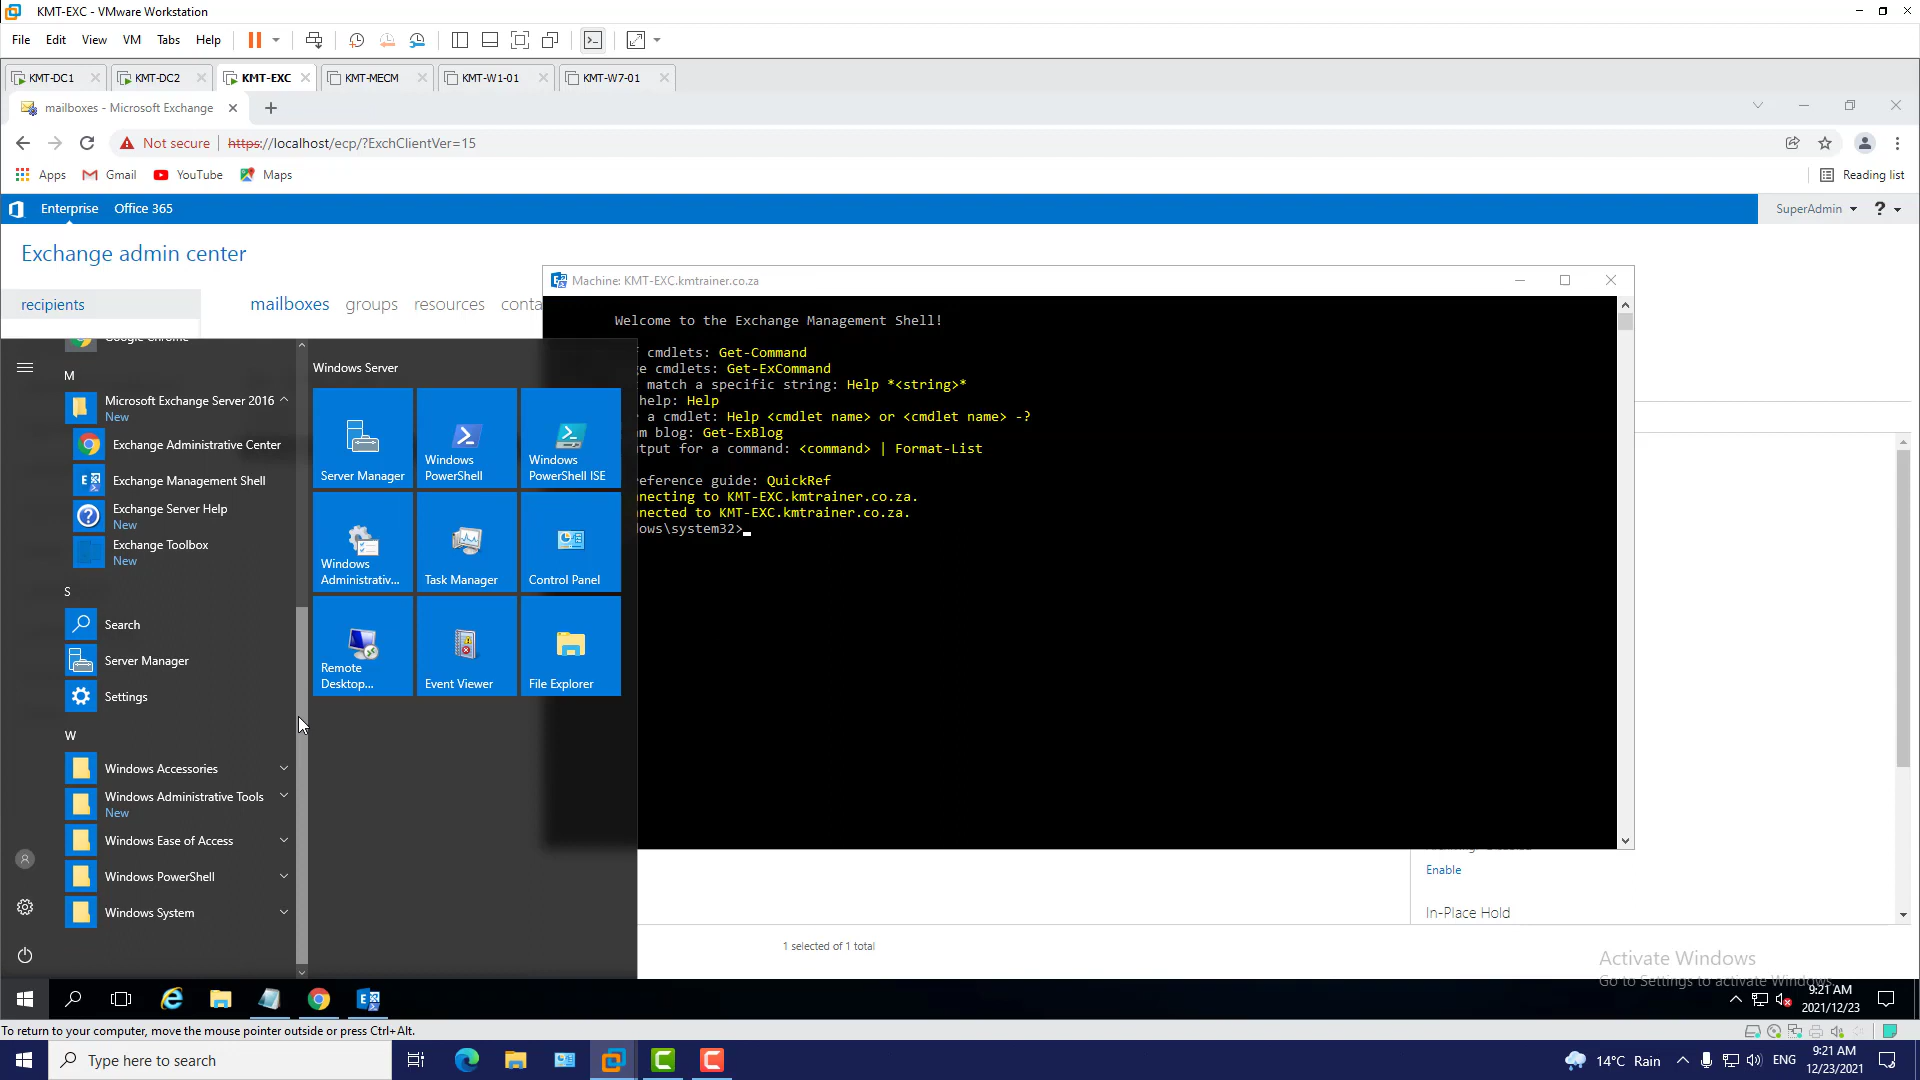 KMT-EXC - VMware Workstation
File Edit View VM Tabs Help
KMT-DC1 KMT-DC2 KMT-EXC KMT-MECM KMT-W1-01 KMT-W7-01
mailboxes - Microsoft Exchange
Not secure https://localhost/ecp/?ExchClientVer=15
Apps Gmail YouTube Maps Reading list
Enterprise Office 365 SuperAdmin ?
Exchange admin center
recipients
mailboxes groups resources conta
Machine: KMT-EXC.kmtrainer.co.za
Welcome to the Exchange Management Shell!
cmdlets: Get-Command
cmdlets: Get-ExCommand
match a specific string: Help *<string>*
help: Help
a cmdlet: Help <cmdlet name> or <cmdlet name> -?
blog: Get-ExBlog
output for a command: <command> | Format-List
reference guide: QuickRef
necting to KMT-EXC.kmtrainer.co.za.
nected to KMT-EXC.kmtrainer.co.za.
ows\system32>
Google Chrome
M
Microsoft Exchange Server 2016
New
Exchange Administrative Center
Exchange Management Shell
Exchange Server Help
New
Exchange Toolbox
New
S
Search
Server Manager
Settings
W
Windows Accessories
Windows Administrative Tools
New
Windows Ease of Access
Windows PowerShell
Windows System
Windows Server
Server Manager
Windows PowerShell
Windows PowerShell ISE
Windows Administrativ...
Task Manager
Control Panel
Remote Desktop...
Event Viewer
File Explorer
Enable
In-Place Hold
1 selected of 1 total
Activate Windows
Go to Settings to activate Windows.
9:21 AM
2021/12/23
To return to your computer, move the mouse pointer outside or press Ctrl+Alt.
Type here to search
14°C Rain ENG
9:21 AM
12/23/2021